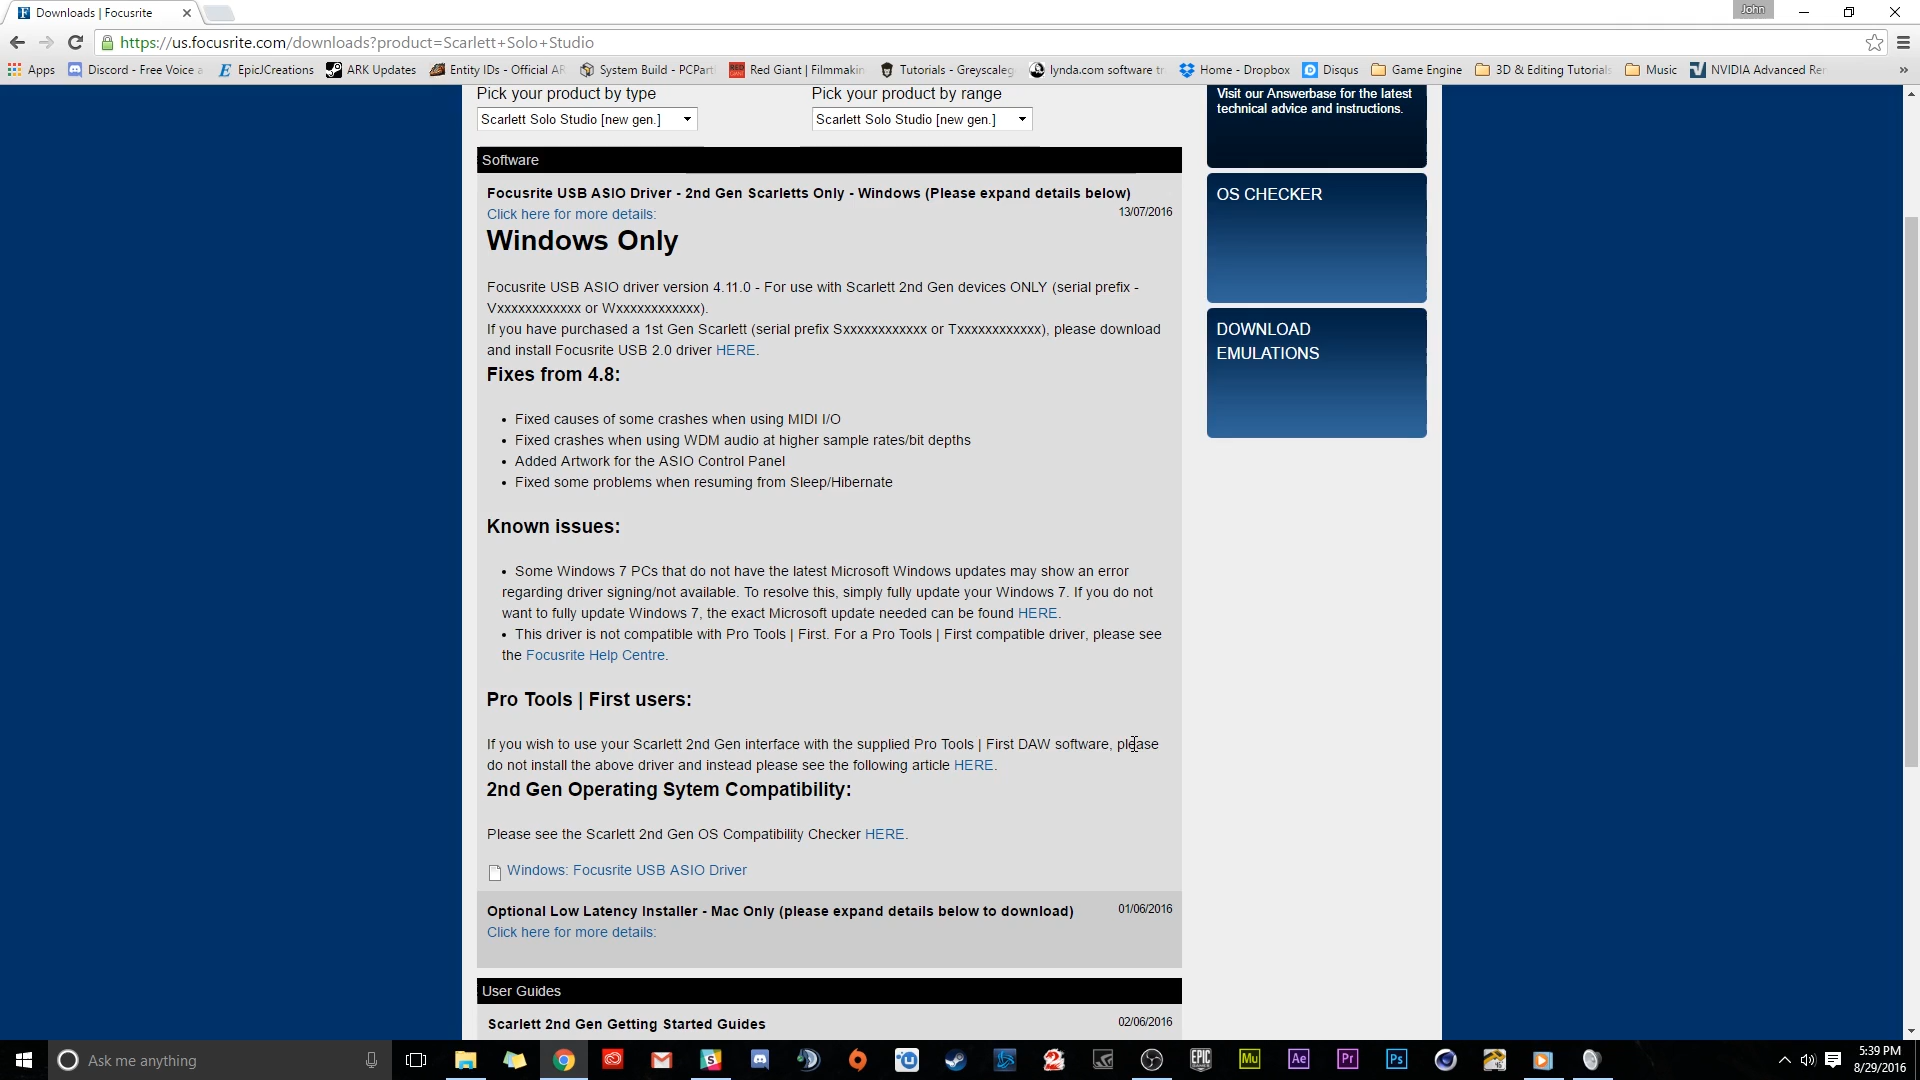 Downloads | Focusrite
John
https://us.focusrite.com/downloads?product=Scarlett+Solo+Studio
Apps
Discord - Free Voice
EpicJCreations
ARK Updates
Entity IDs - Official AR
System Build - PCPart
Red Giant | Filmmakin
Tutorials - Greyscaleg
lynda.com software tr
Home - Dropbox
Disqus
Game Engine
3D & Editing Tutorials
Music
NVIDIA Advanced Rer
Pick your product by type
Pick your product by range
Scarlett Solo Studio [new gen.]
Scarlett Solo Studio [new gen.]
Software
Focusrite USB ASIO Driver - 2nd Gen Scarletts Only - Windows (Please expand details below)
Click here for more details:
13/07/2016
Windows Only
Focusrite USB ASIO driver version 4.11.0 - For use with Scarlett 2nd Gen devices ONLY (serial prefix -
Vxxxxxxxxxxxx or Wxxxxxxxxxxxx).
If you have purchased a 1st Gen Scarlett (serial prefix Sxxxxxxxxxxxx or Txxxxxxxxxxxx), please download
and install Focusrite USB 2.0 driver HERE.
Fixes from 4.8:
• Fixed causes of some crashes when using MIDI I/O
• Fixed crashes when using WDM audio at higher sample rates/bit depths
• Added Artwork for the ASIO Control Panel
• Fixed some problems when resuming from Sleep/Hibernate
Known issues:
• Some Windows 7 PCs that do not have the latest Microsoft Windows updates may show an error
regarding driver signing/not available. To resolve this, simply fully update your Windows 7. If you do not
want to fully update Windows 7, the exact Microsoft update needed can be found HERE.
• This driver is not compatible with Pro Tools | First. For a Pro Tools | First compatible driver, please see
the Focusrite Help Centre.
Pro Tools | First users:
If you wish to use your Scarlett 2nd Gen interface with the supplied Pro Tools | First DAW software, please
do not install the above driver and instead please see the following article HERE.
2nd Gen Operating Sytem Compatibility:
Please see the Scarlett 2nd Gen OS Compatibility Checker HERE.
Windows: Focusrite USB ASIO Driver
Optional Low Latency Installer - Mac Only (please expand details below to download)
01/06/2016
Click here for more details:
User Guides
Scarlett 2nd Gen Getting Started Guides
02/06/2016
Visit our Answerbase for the latest
technical advice and instructions.
OS CHECKER
DOWNLOAD
EMULATIONS
Ask me anything
EPIC
Mu
Ae
Pr
Ps
5:39 PM
8/29/2016